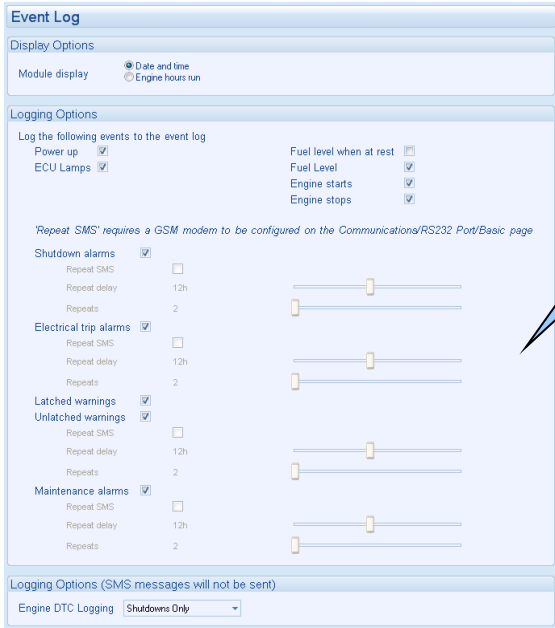 Event Log
Display Options
Module display
Date and time
Engine hours run
Logging Options
Log the following events to the event log
Power up
Fuel level when at rest
ECU Lamps
Fuel Level
Engine starts
Engine stops
'Repeat SMS' requires a GSM modem to be configured on the Communications/RS232 Port/Basic page
Shutdown alarms
Repeat SMS
Repeat delay 12h
Repeats 2
Electrical trip alarms
Repeat SMS
Repeat delay 12h
Repeats 2
Latched warnings
Unlatched warnings
Repeat SMS
Repeat delay 12h
Repeats 2
Maintenance alarms
Repeat SMS
Repeat delay 12h
Repeats 2
Logging Options (SMS messages will not be sent)
Engine DTC Logging Shutdowns Only